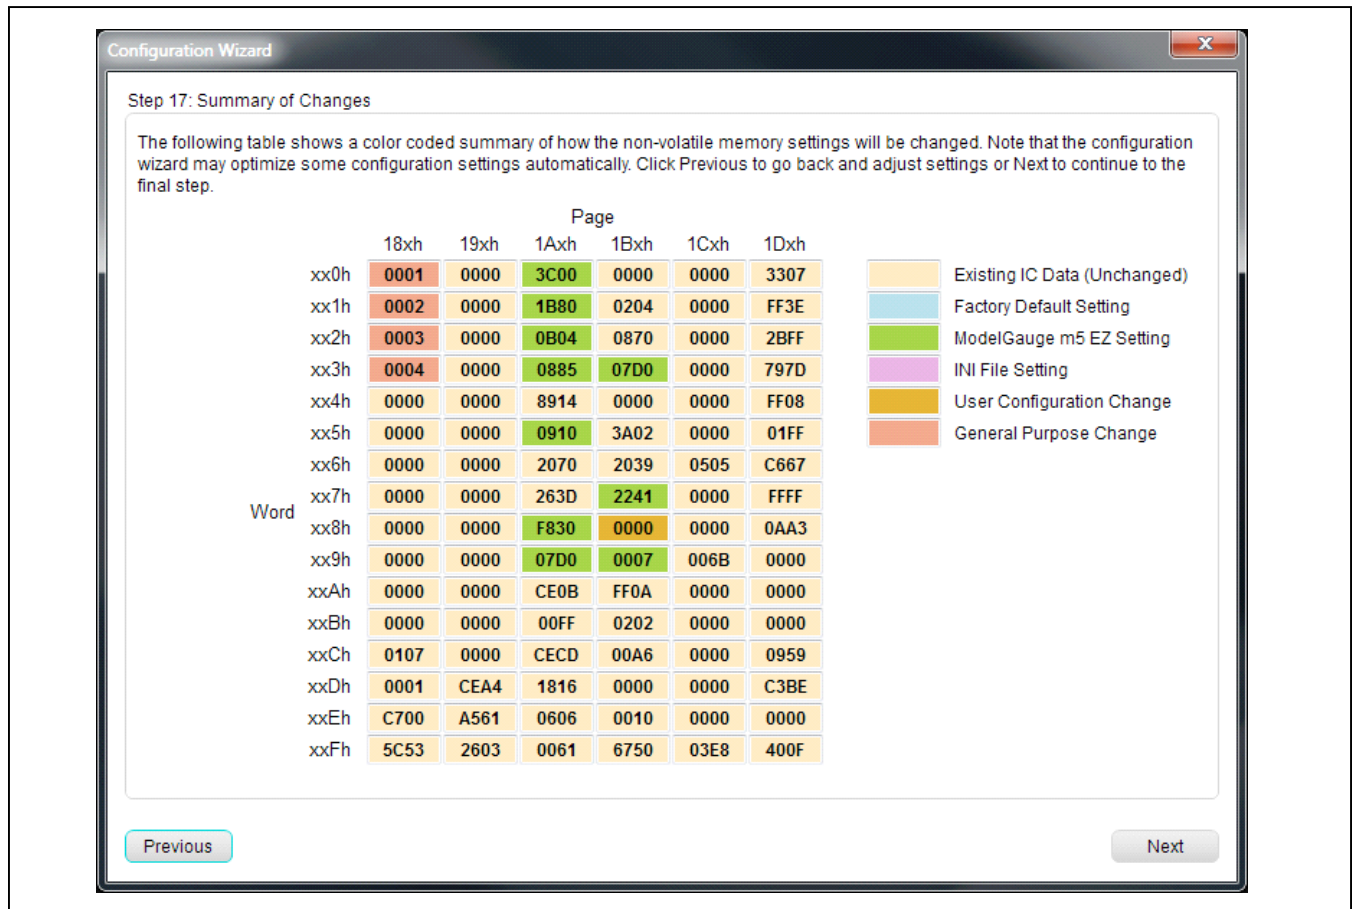 Configuration Wizard
x
Step 17: Summary of Changes
The following table shows a color coded summary of how the non-volatile memory settings will be changed. Note that the configuration
wizard may optimize some configuration settings automatically. Click Previous to go back and adjust settings or Next to continue to the
final step.
Page
18xh 19xh 1Axh 1Bxh 1Cxh 1Dxh
xx0h 0001 0000 3C00 0000 0000 3307 Existing IC Data (Unchanged)
xx1h 0002 0000 1B80 0204 0000 FF3E Factory Default Setting
xx2h 0003 0000 0B04 0870 0000 2BFF ModelGauge m5 EZ Setting
xx3h 0004 0000 0885 07D0 0000 797D INI File Setting
xx4h 0000 0000 8914 0000 0000 FF08 User Configuration Change
xx5h 0000 0000 0910 3A02 0000 01FF General Purpose Change
xx6h 0000 0000 2070 2039 0505 C667
xx7h 0000 0000 263D 2241 0000 FFFF
Word
xx8h 0000 0000 F830 0000 0000 0AA3
xx9h 0000 0000 07D0 0007 006B 0000
xxAh 0000 0000 CE0B FF0A 0000 0000
xxBh 0000 0000 00FF 0202 0000 0000
xxCh 0107 0000 CECD 00A6 0000 0959
xxDh 0001 CEA4 1816 0000 0000 C3BE
xxEh C700 A561 0606 0010 0000 0000
xxFh 5C53 2603 0061 6750 03E8 400F
Previous
Next